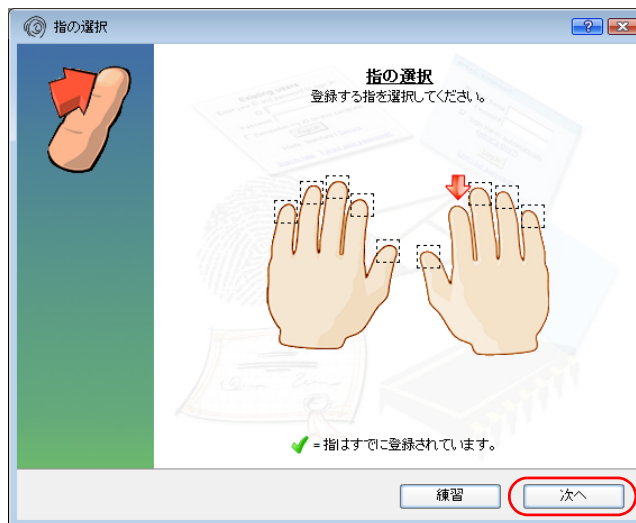 指の選択
指の選択
登録する指を選択してください。
= 指はすでに登録されています。
練習
次へ